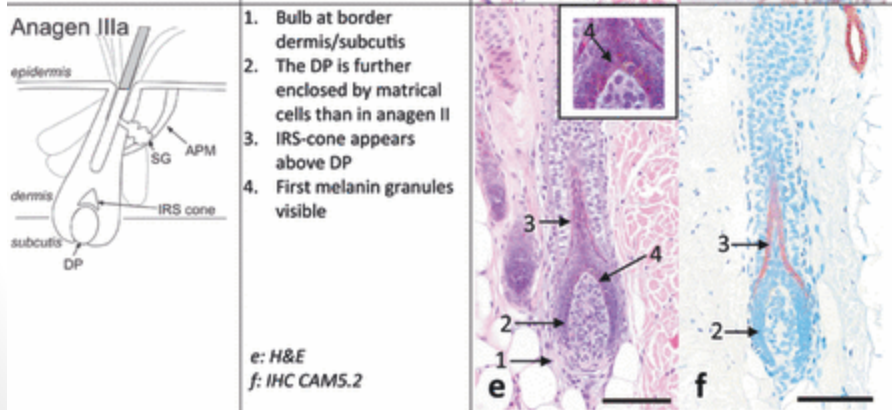 Anagen IIIa
epidermis
SG
APM
dermis
IRS cone
subcutis
DP
1. Bulb at border
dermis/subcutis
2. The DP is further
enclosed by matrical
cells than in anagen II
3. IRS-cone appears
above DP
4. First melanin granules
visible
e: H&E
f: IHC CAM5.2
4
3
4
2
1
e
3
2
f